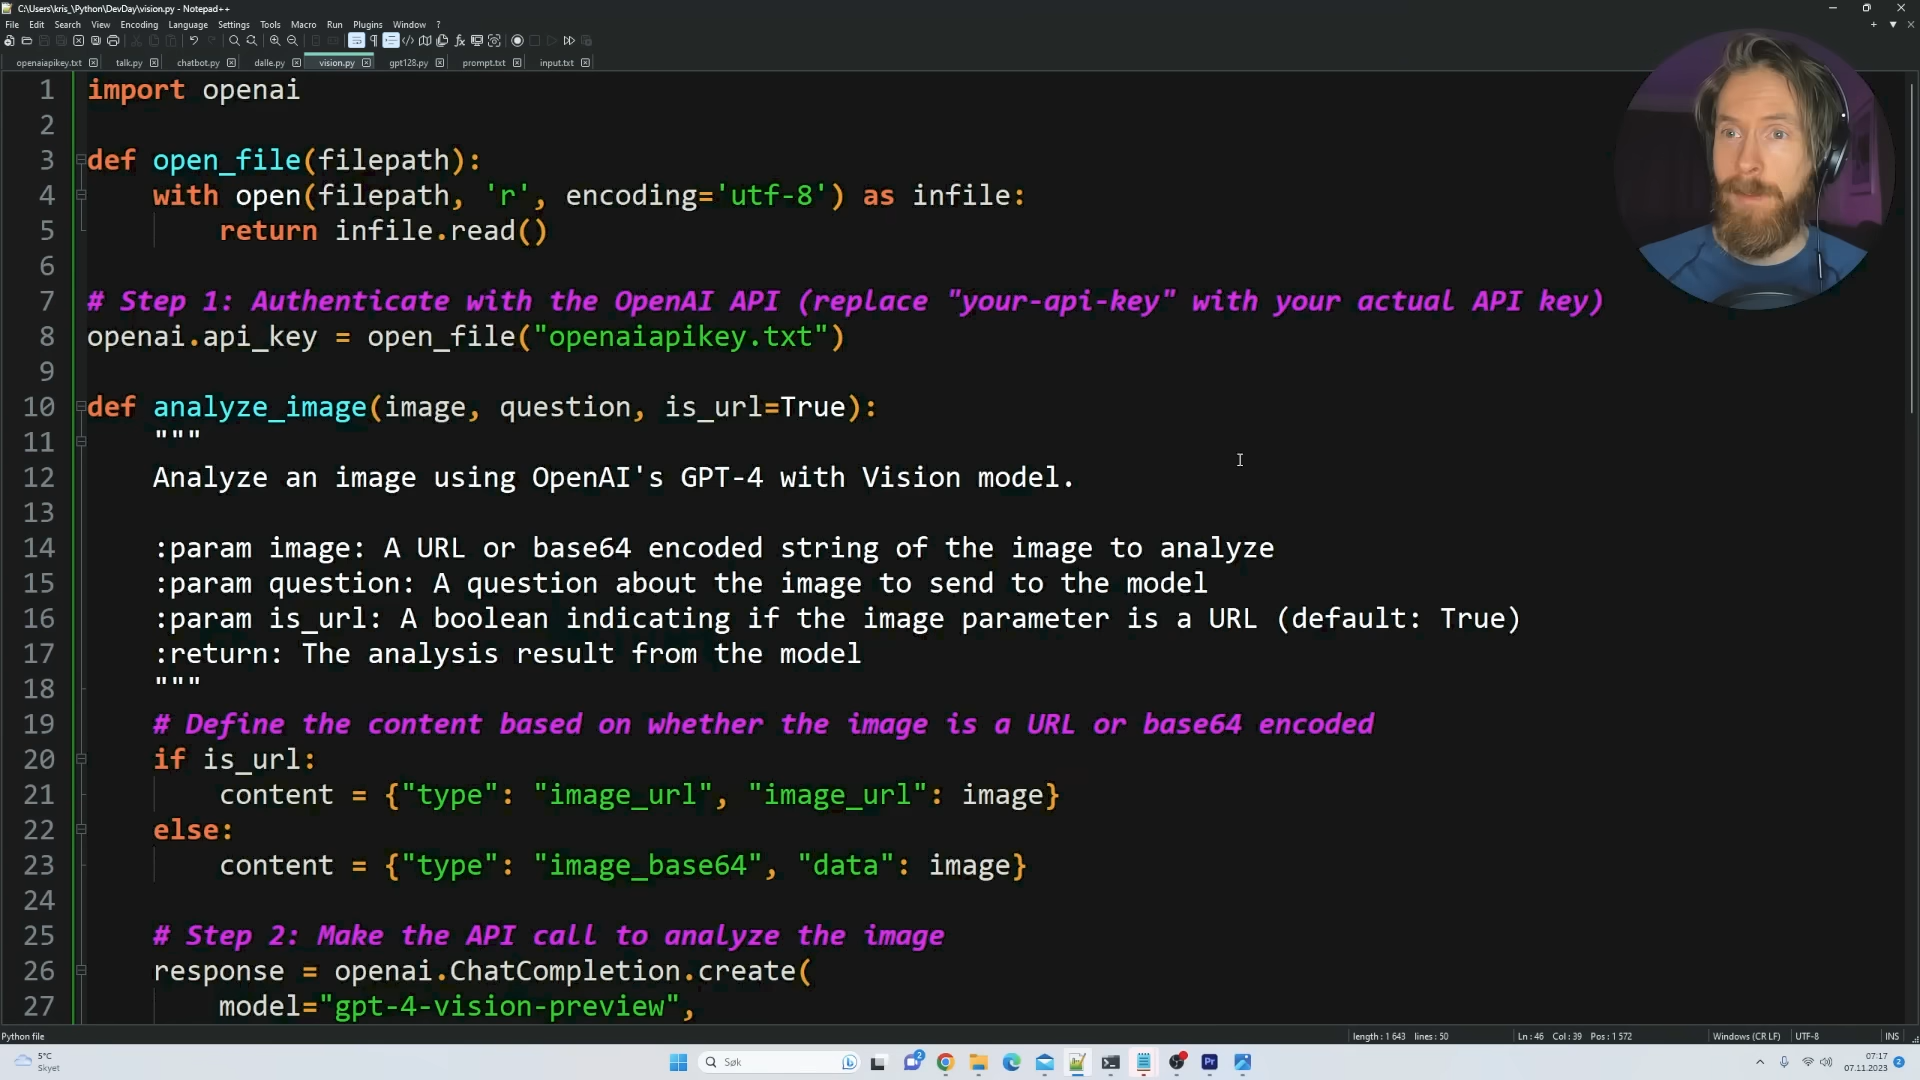 C:\Users\kris_\Python\DevDay\vision.py - Notepad++
File Edit Search View Encoding Language Settings Tools Macro Run Plugins Window ?
openaiapikey.txt talk.py chatbot.py dalle.py vision.py gpt128.py prompt.txt input.txt
1 import openai
2
3 def open_file(filepath):
4 with open(filepath, 'r', encoding='utf-8') as infile:
5 return infile.read()
6
7 # Step 1: Authenticate with the OpenAI API (replace "your-api-key" with your actual API key)
8 openai.api_key = open_file("openaiapikey.txt")
9
10 def analyze_image(image, question, is_url=True):
11 """
12 Analyze an image using OpenAI's GPT-4 with Vision model.
13
14 :param image: A URL or base64 encoded string of the image to analyze
15 :param question: A question about the image to send to the model
16 :param is_url: A boolean indicating if the image parameter is a URL (default: True)
17 :return: The analysis result from the model
18 """
19 # Define the content based on whether the image is a URL or base64 encoded
20 if is_url:
21 content = {"type": "image_url", "image_url": image}
22 else:
23 content = {"type": "image_base64", "data": image}
24
25 # Step 2: Make the API call to analyze the image
26 response = openai.ChatCompletion.create(
27 model="gpt-4-vision-preview",
Python file length : 1 643 lines : 50 Ln : 46 Col : 39 Pos : 1 572 Windows (CR LF) UTF-8 INS
5°C
Skyet
Søk
2
07:17
07.11.2023
2